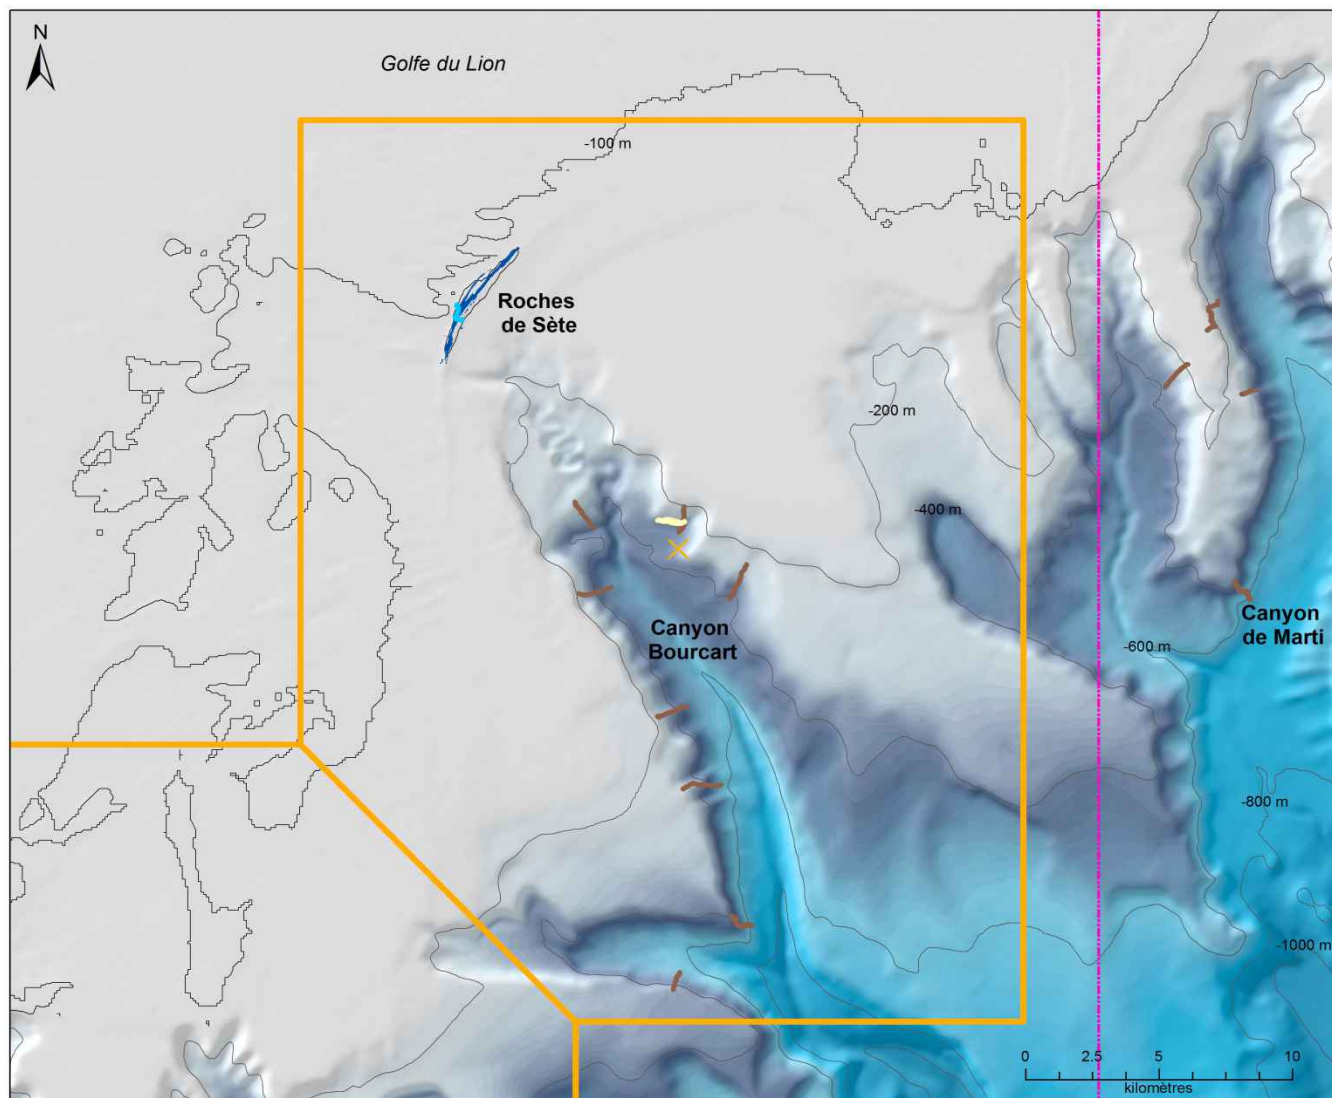 N
Golfe du Lion
-100 m
Roches
de Sète
-200 m
-400 m
Canyon
de Marti
Canyon
Bourcart
-600 m
-800 m
-1000 m
0 2.5 5 10
kilomètres